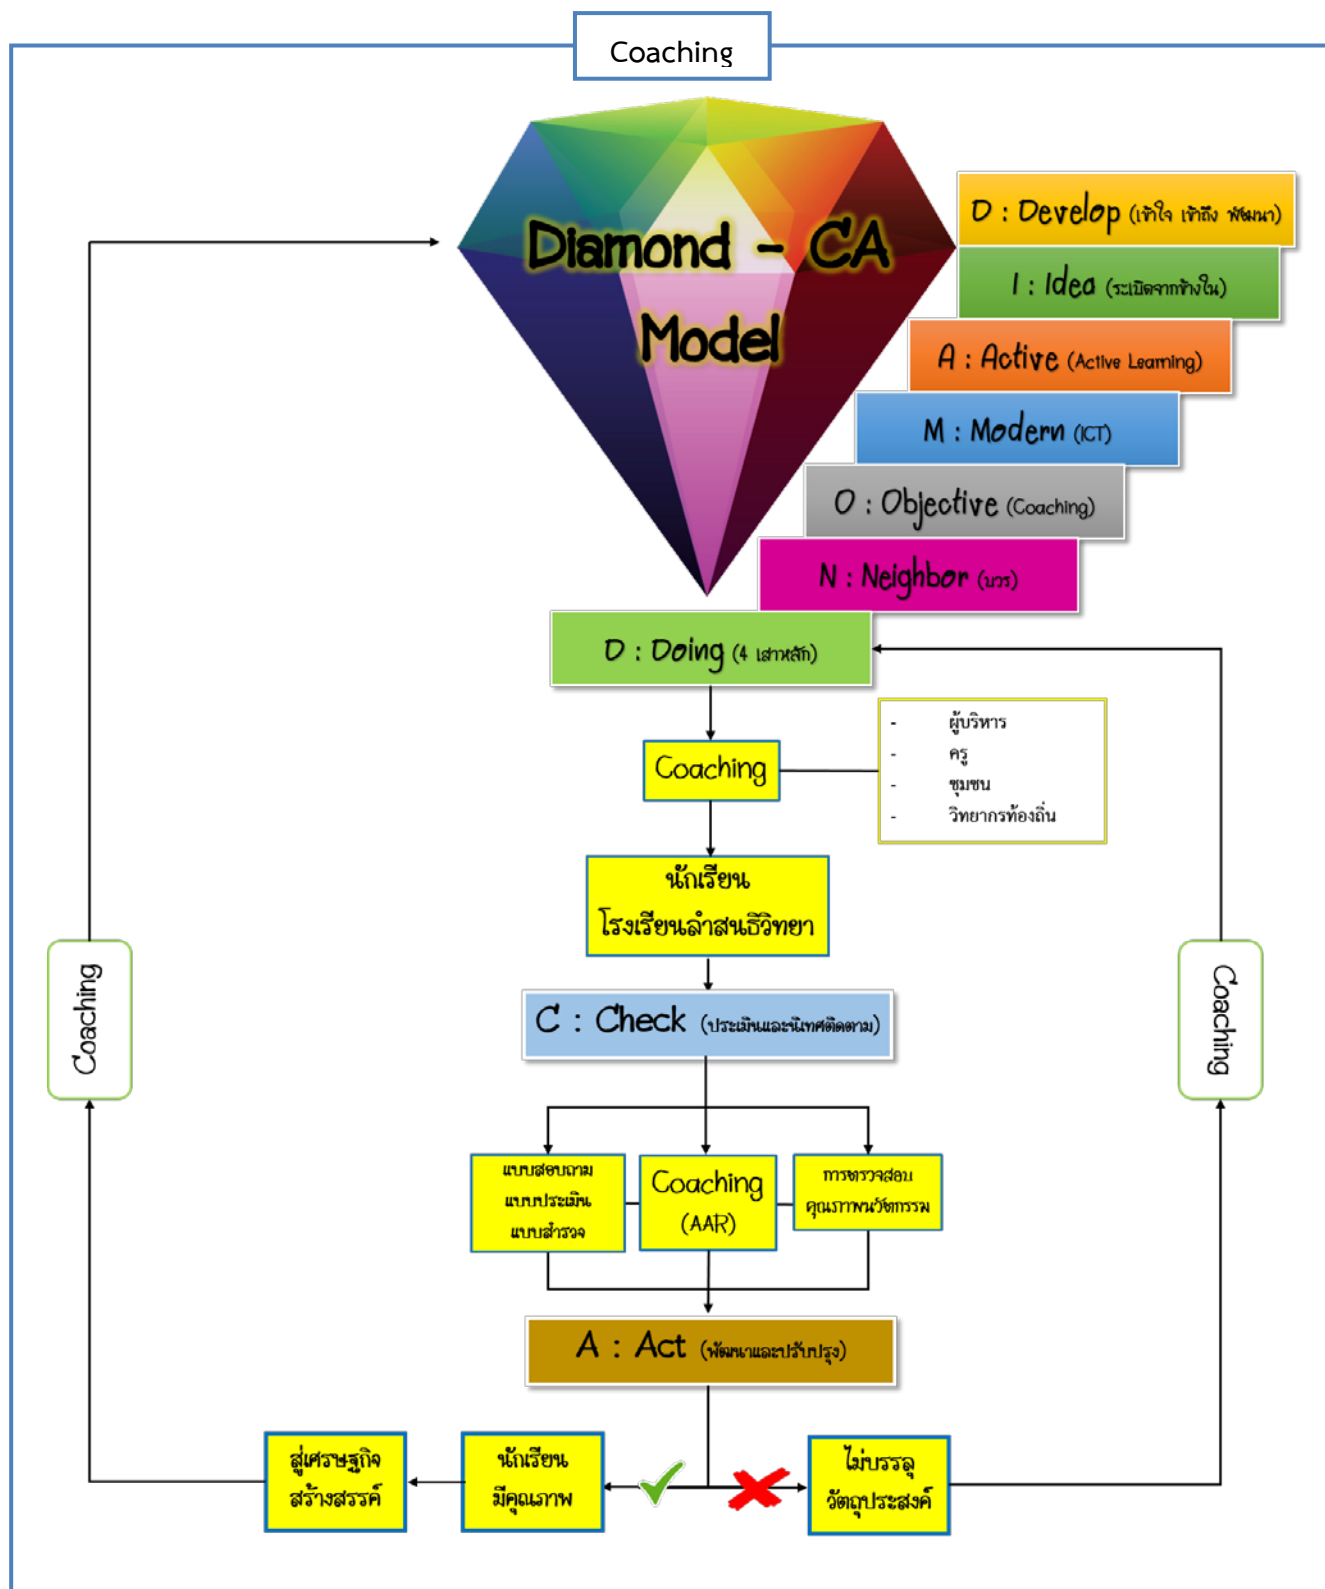 Coaching
Diamond - CA
Model
D : Develop (เข้าใจ เข้าถึง พัฒนา)
I : Idea (ระเบิดจากข้างใน)
A : Active (Active Learning)
M : Modern (ICT)
O : Objective (Coaching)
N : Neighbor (บวร)
D : Doing (4 เสาหลัก)
Coaching
- ผู้บริหาร
- ครู
- ชุมชน
- วิทยากรท้องถิ่น
นักเรียน
โรงเรียนลำสนธิวิทยา
Coaching
Coaching
C : Check (ประเมินและนิเทศติดตาม)
แบบสอบถาม
แบบประเมิน
แบบสำรวจ
Coaching
(AAR)
การตรวจสอบ
คุณภาพนวัตกรรม
A : Act (พัฒนาและปรับปรุง)
สู่เศรษฐกิจ
สร้างสรรค์
นักเรียน
มีคุณภาพ
ไม่บรรลุ
วัตถุประสงค์